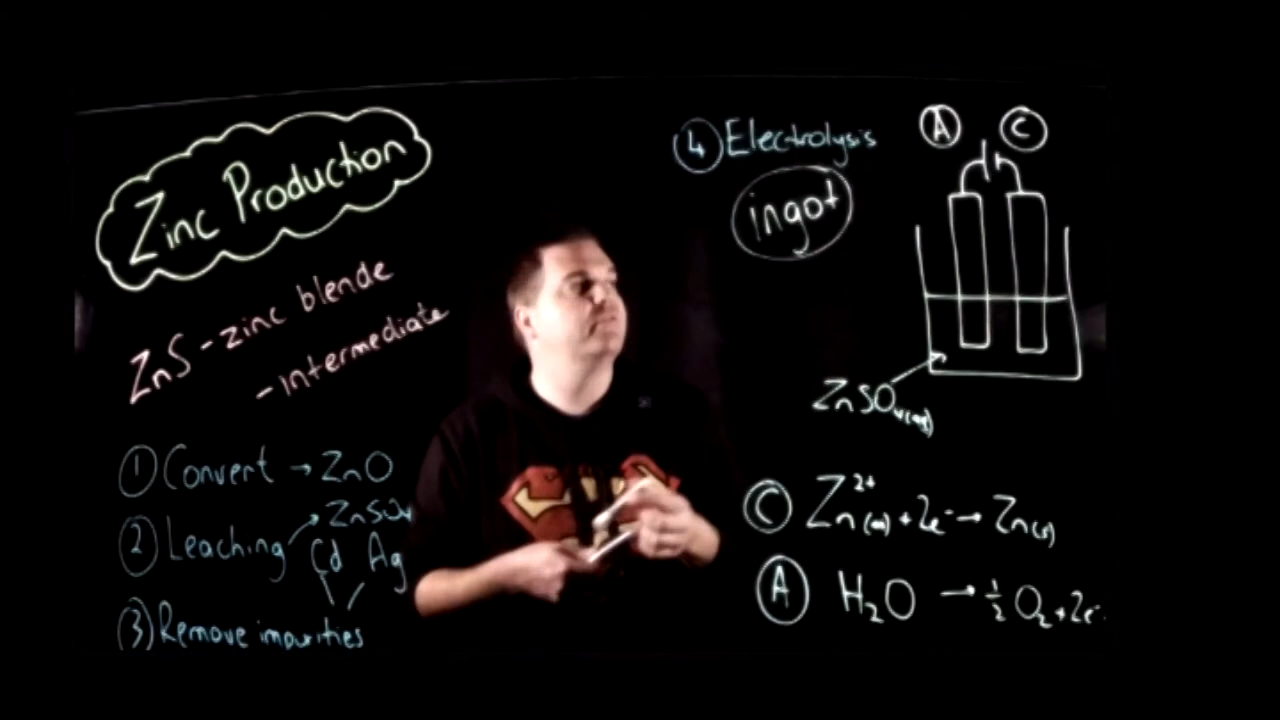 Zinc Production
ZnS - zinc blende
- intermediate
① Convert → ZnO
② Leaching → ZnSO₄
Cd Ag
③ Remove impurities
④ Electrolysis
ingot
A C
ZnSO₄(aq)
C Zn²⁺(aq) + 2e⁻ → Zn(s)
A H₂O → ½ O₂ + 2e⁻